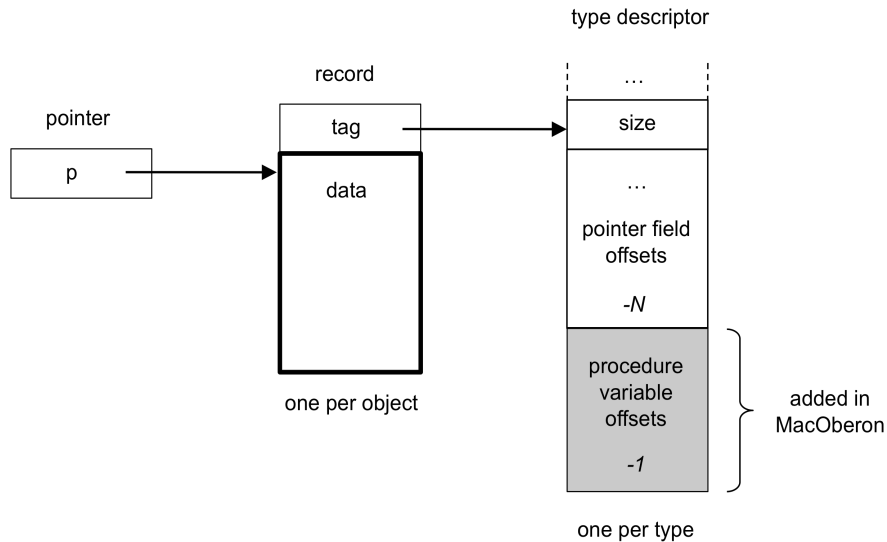 type descriptor
…
record
pointer
tag
size
p
data
…
pointer field
offsets
-N
procedure
variable
offsets
-1
added in
MacOberon
one per object
one per type